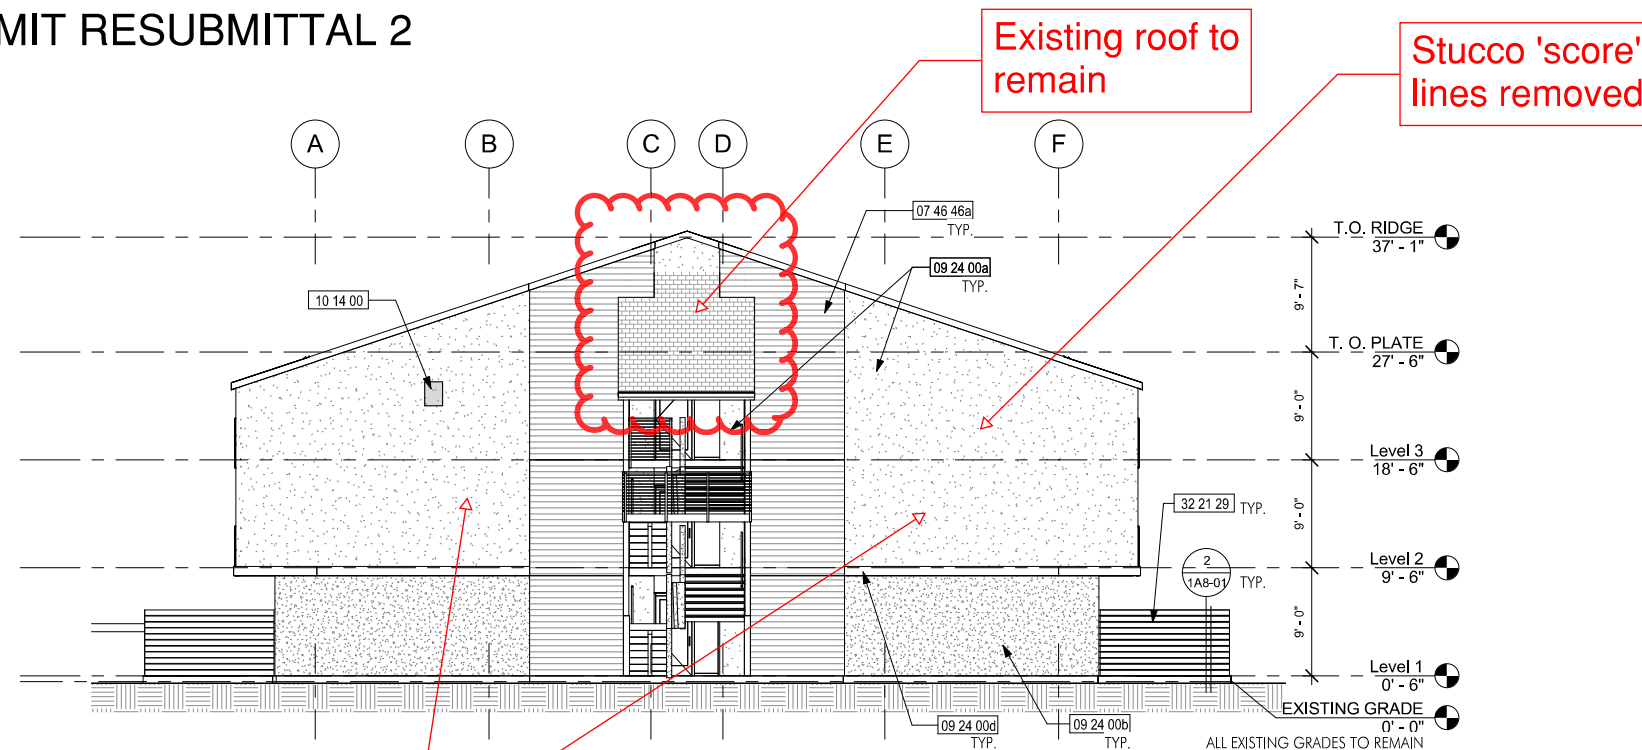 MIT RESUBMITTAL 2
Existing roof to
remain
Stucco 'score'
lines removed
A
B
C
D
E
F
07 46 46a
TYP.
09 24 00a
TYP.
10 14 00
T.O. RIDGE
37' - 1"
9' - 7"
T. O. PLATE
27' - 6"
9' - 0"
Level 3
18' - 6"
9' - 0"
32 21 29 TYP.
2
1A8-01 TYP.
Level 2
9' - 6"
9' - 0"
Level 1
0' - 6"
EXISTING GRADE
0' - 0"
ALL EXISTING GRADES TO REMAIN
09 24 00d
TYP.
09 24 00b
TYP.